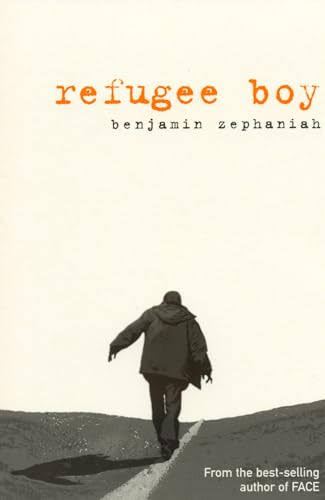 refugee boy
benjamin zephaniah
From the best-selling
author of FACE